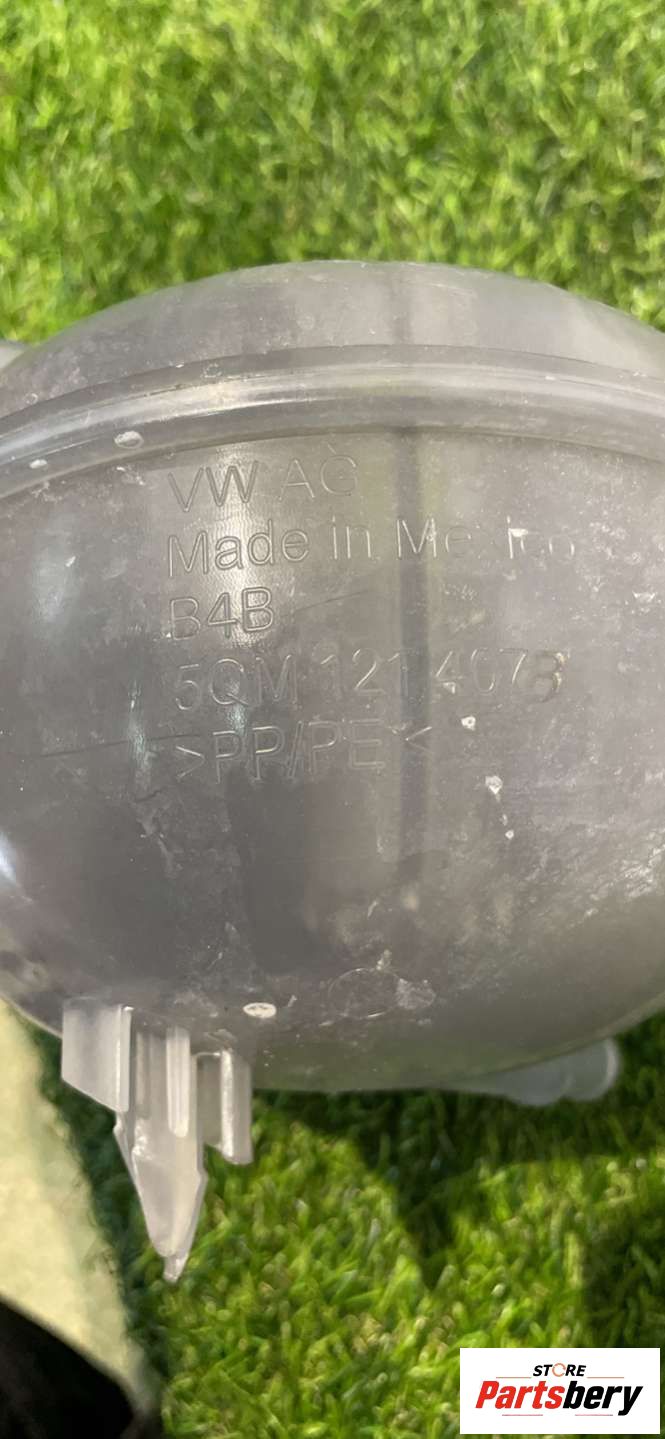 VW AG
Made in Mexico
B4B
5QM 121 407B
>PP/PE<
STORE
Partsbery